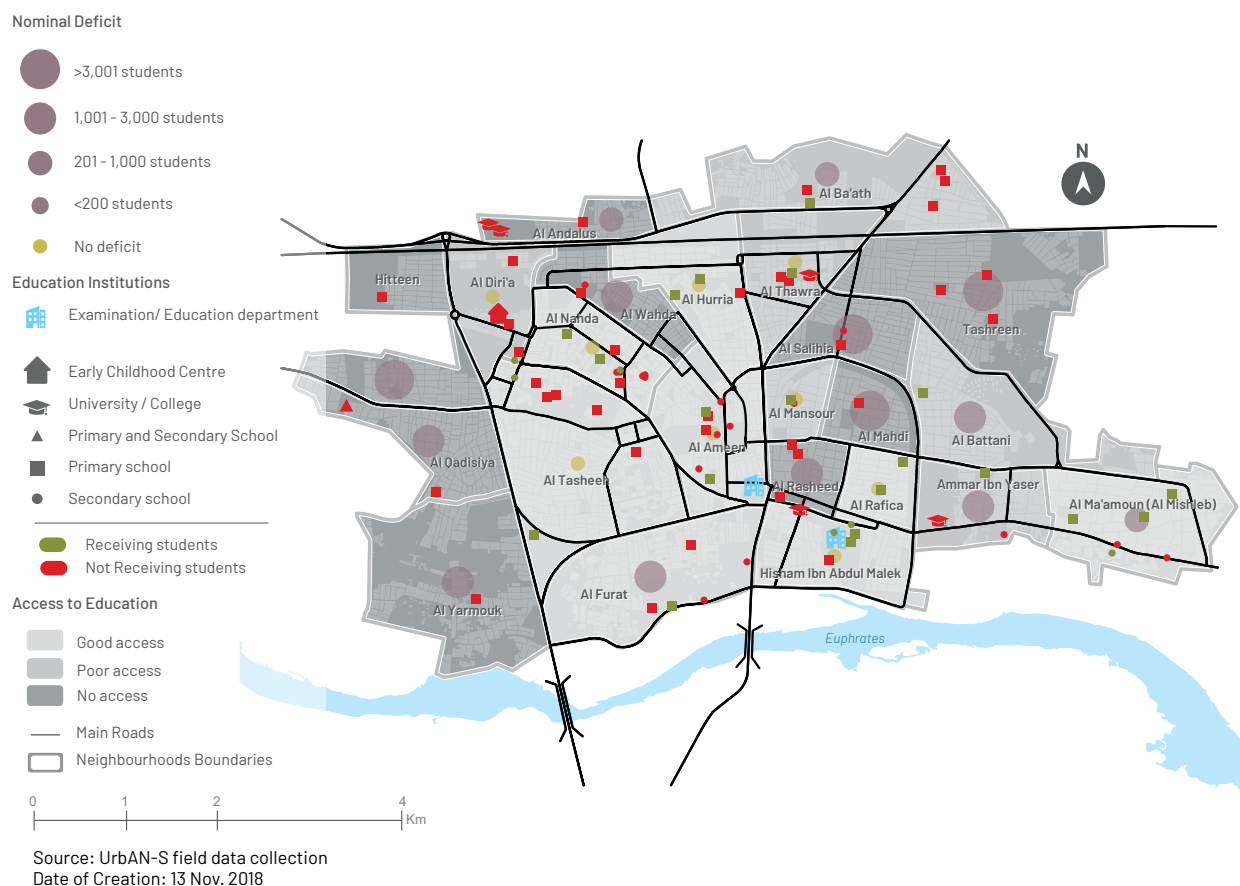 Nominal Deficit
>3,001 students
1,001 - 3,000 students
201 - 1,000 students
<200 students
No deficit
Education Institutions
Examination/ Education department
Early Childhood Centre
University / College
Primary and Secondary School
Primary school
Secondary school
Receiving students
Not Receiving students
Access to Education
Good access
Poor access
No access
Main Roads
Neighbourhoods Boundaries
0 1 2 4
Km
Source: UrbAN-S field data collection
Date of Creation: 13 Nov. 2018
N
Al Ba'ath
Al Andalus
Hitteen
Al Diri'a
Al Thawra
Al Hurria
Al Nanda
Al Wahda
Tashreen
Al Salihia
Al Mansour
Al Mahdi
Al Battani
Al Ameen
Al Qadisiya
Al Tasheeh
Al Rasheed
Ammar Ibn Yaser
Al Rafica
Al Ma'amoun (Al Mishleb)
Hisham Ibn Abdul Malek
Al Furat
Al Yarmouk
Euphrates